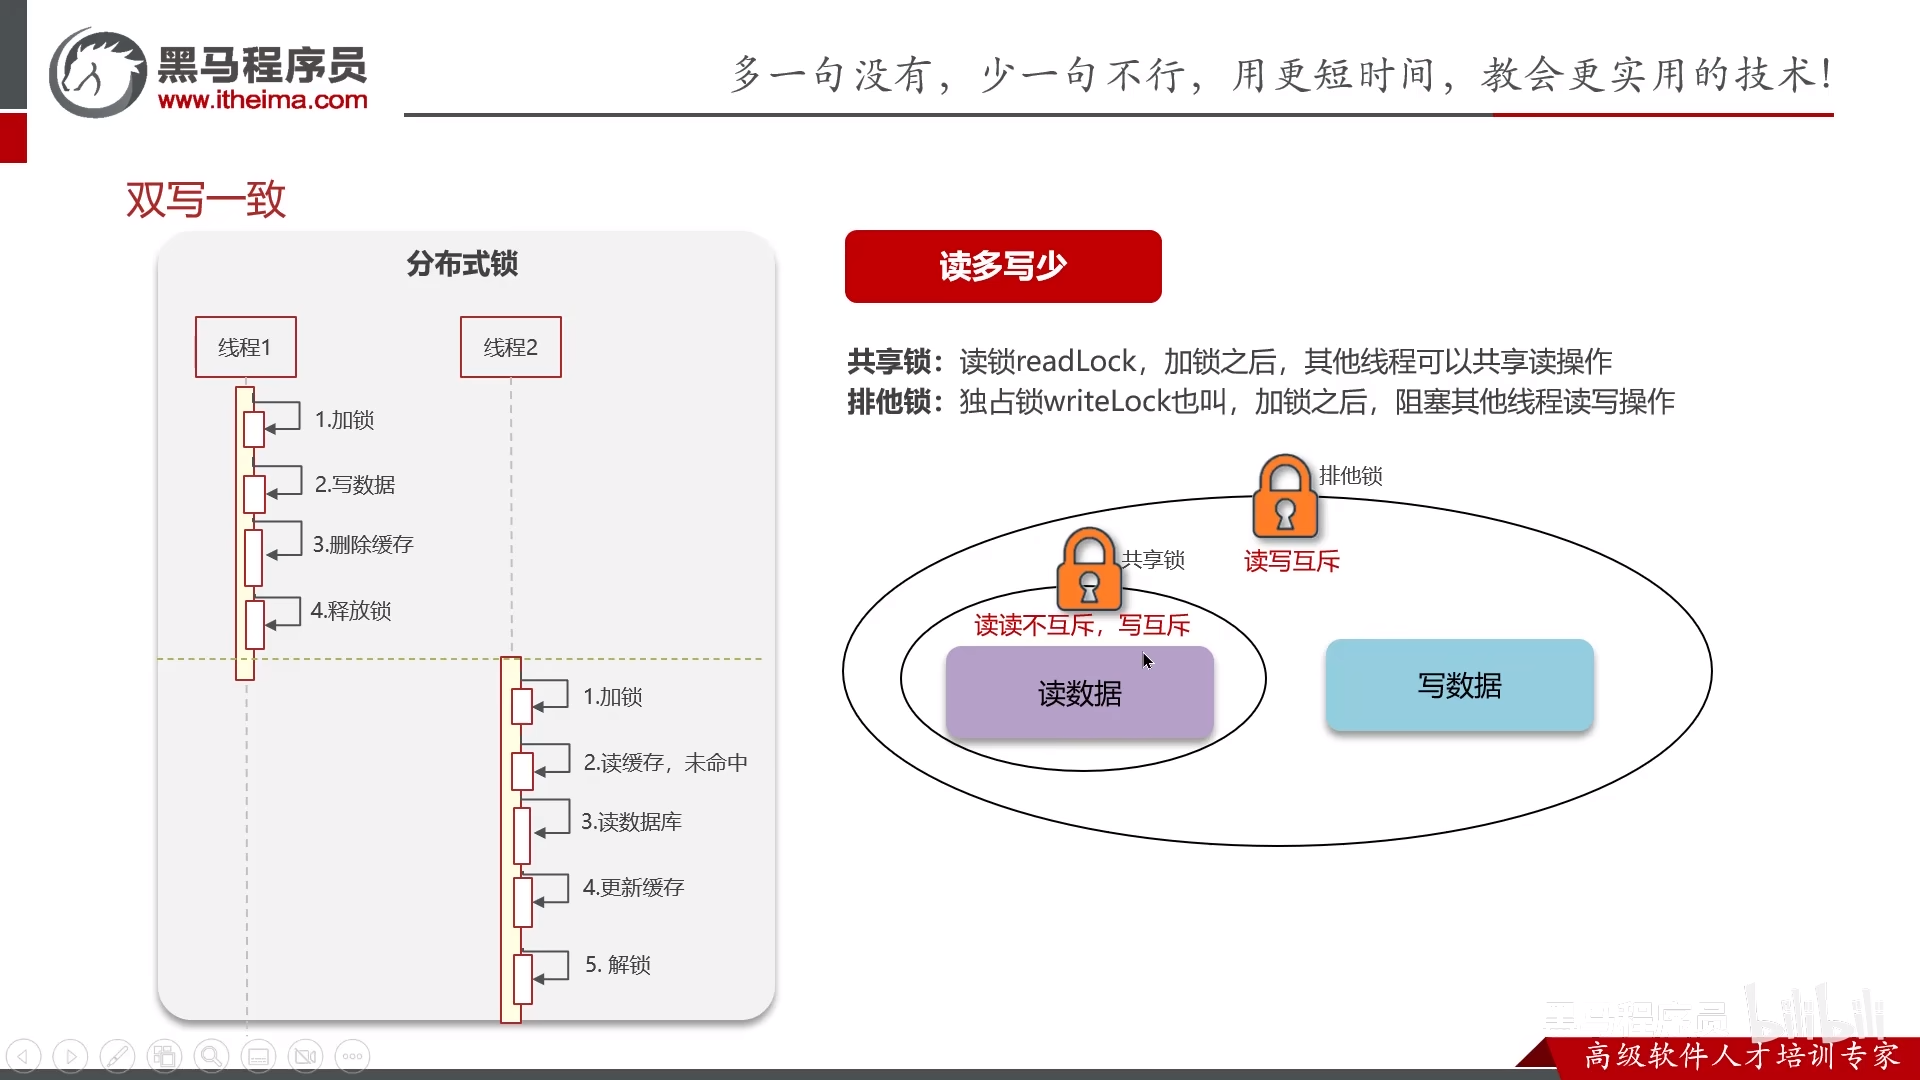 黑马程序员
www.itheima.com
多一句没有，少一句不行，用更短时间，教会更实用的技术！
双写一致
分布式锁
线程1
线程2
1.加锁
2.写数据
3.删除缓存
4.释放锁
1.加锁
2.读缓存，未命中
3.读数据库
4.更新缓存
5. 解锁
读多写少
共享锁：读锁readLock，加锁之后，其他线程可以共享读操作
排他锁：独占锁writeLock也叫，加锁之后，阻塞其他线程读写操作
排他锁
读写互斥
共享锁
读读不互斥，写互斥
读数据
写数据
黑马程序员
bilibili
高级软件人才培训专家